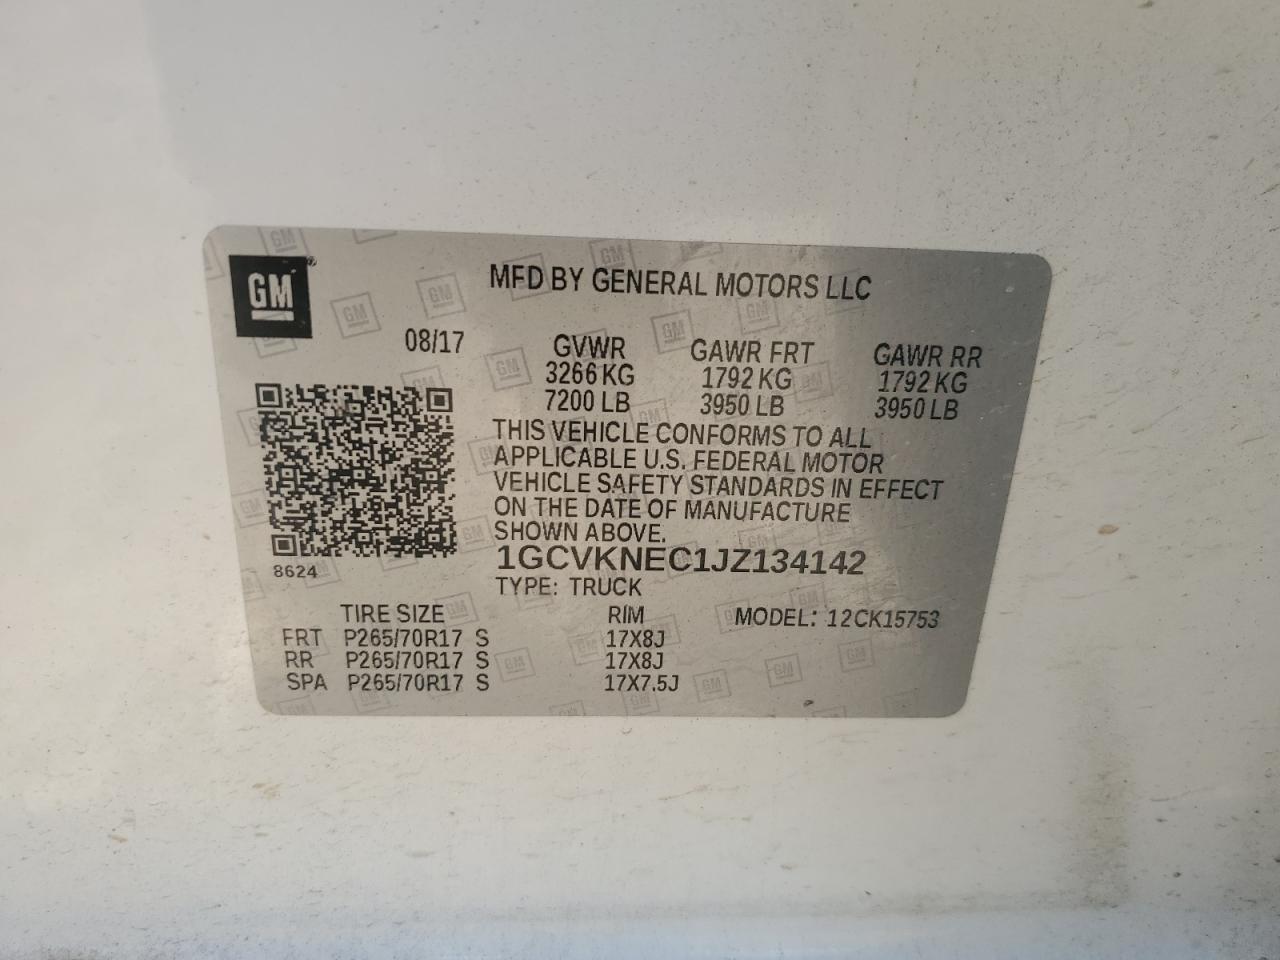 GM®
MFD BY GENERAL MOTORS LLC
08/17
GVWR GAWR FRT GAWR RR
3266 KG 1792 KG 1792 KG
7200 LB 3950 LB 3950 LB
THIS VEHICLE CONFORMS TO ALL
APPLICABLE U.S. FEDERAL MOTOR
VEHICLE SAFETY STANDARDS IN EFFECT
ON THE DATE OF MANUFACTURE
SHOWN ABOVE.
8624
1GCVKNEC1JZ134142
TYPE: TRUCK
TIRE SIZE RIM MODEL: 12CK15753
FRT P265/70R17 S 17X8J
RR P265/70R17 S 17X8J
SPA P265/70R17 S 17X7.5J